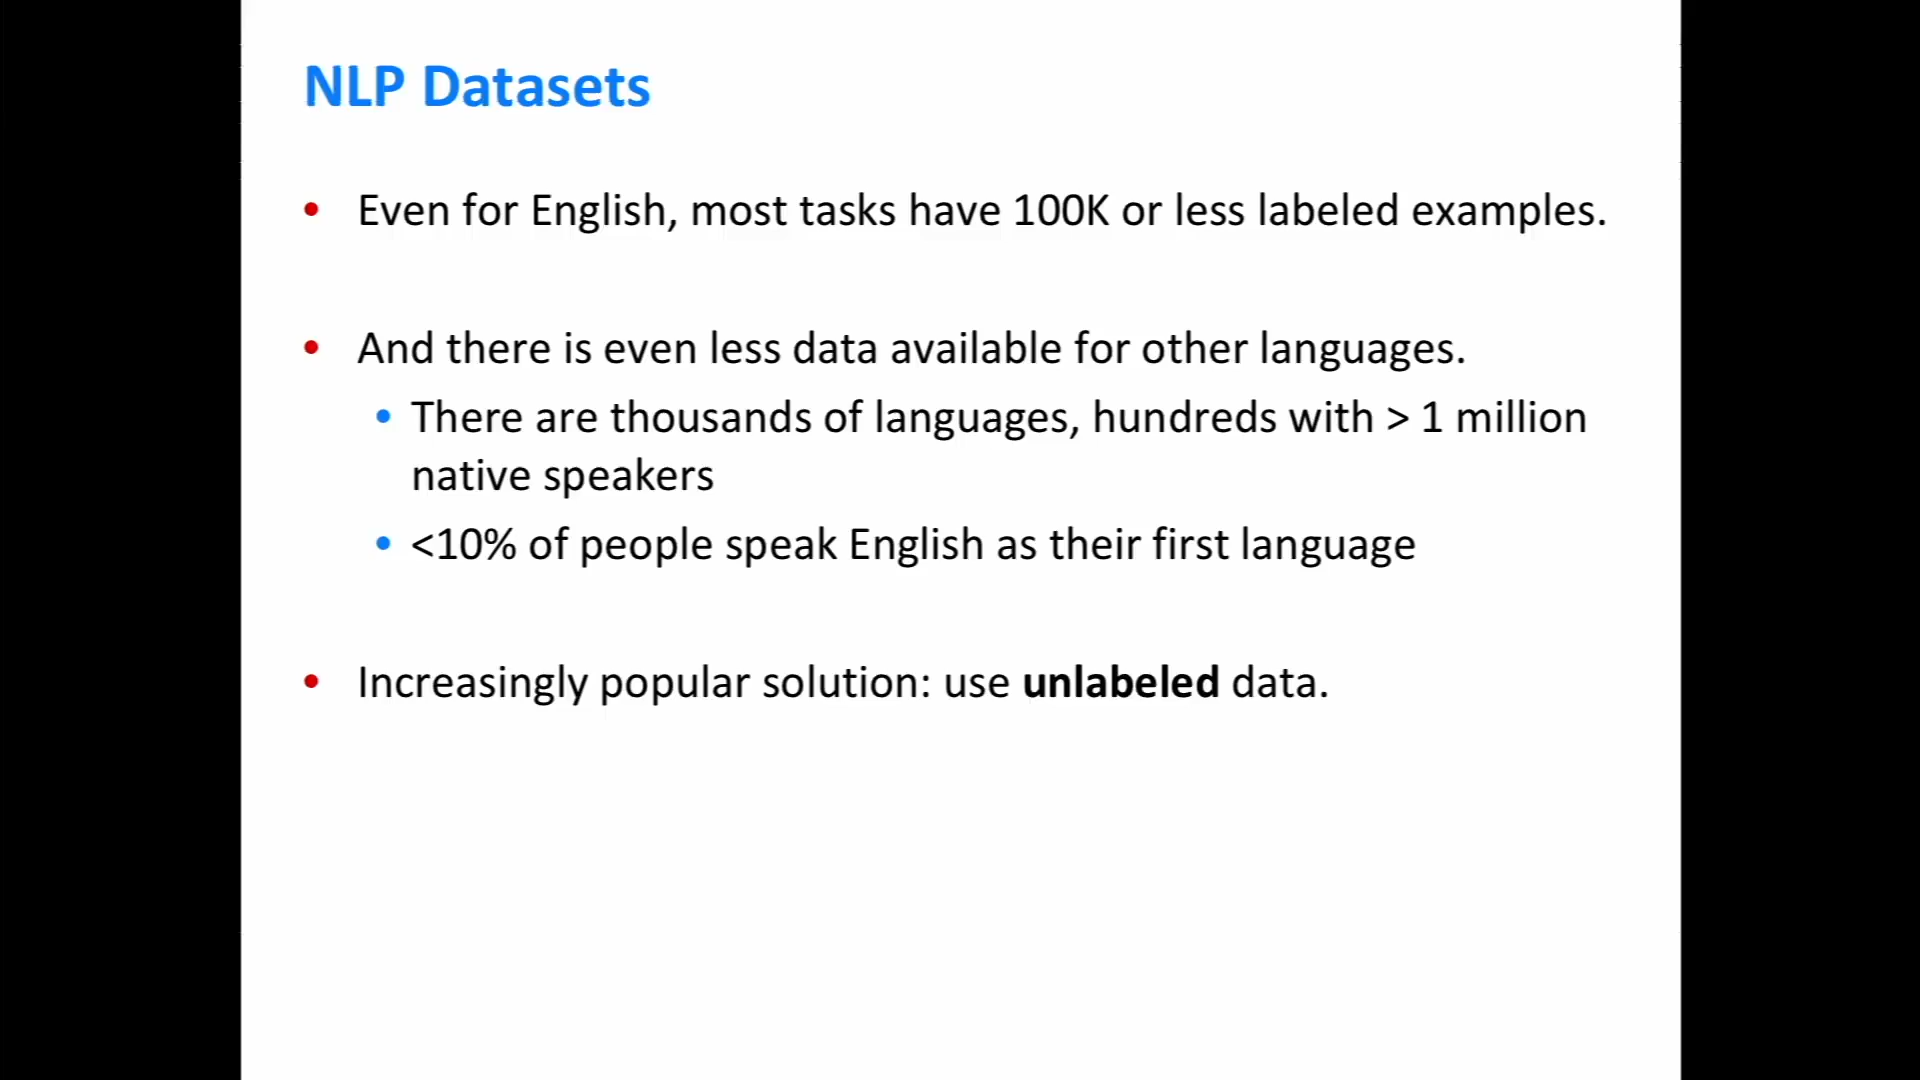 NLP Datasets
• Even for English, most tasks have 100K or less labeled examples.
• And there is even less data available for other languages.
• There are thousands of languages, hundreds with > 1 million
native speakers
• <10% of people speak English as their first language
• Increasingly popular solution: use unlabeled data.